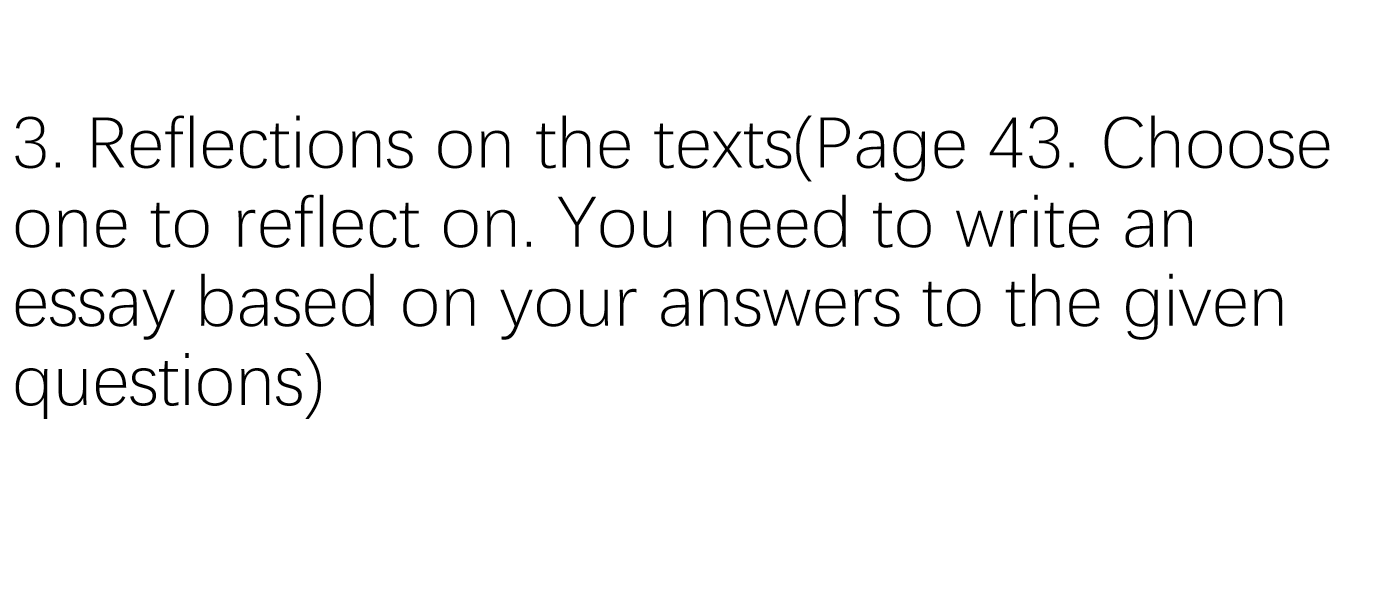 3. Reflections on the texts(Page 43. Choose
one to reflect on. You need to write an
essay based on your answers to the given
questions)